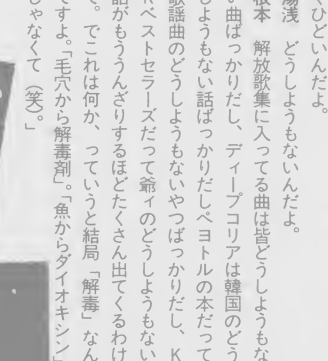 くひどいんだよ。
湯浅　どうしようもないんだよ。
根本　解放歌集に入ってる曲は皆どうしようもな
い曲ばっかりだし、ディープコリアは韓国のどう
しようもない話ばっかりだしペヨトルの本だって
歌謡曲のどうしようもないやつばっかりだし、K
Kベストセラーズだって爺ィのどうしようもない
話がもううんざりするほどたくさん出てくるわけ
で。でこれは何か、っていうと結局「解毒」なん
ですよ。「毛穴から解毒剤」。「魚からダイオキシン」
じゃなくて（笑）。」